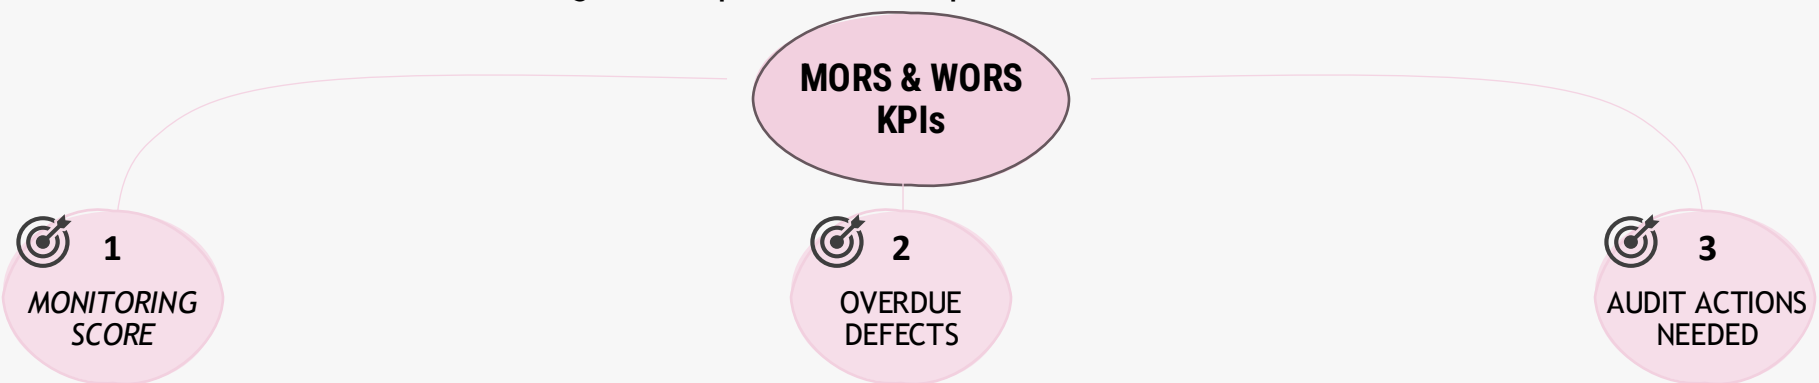 MORS & WORS
KPIs
1
MONITORING
SCORE
2
OVERDUE
DEFECTS
3
AUDIT ACTIONS
NEEDED